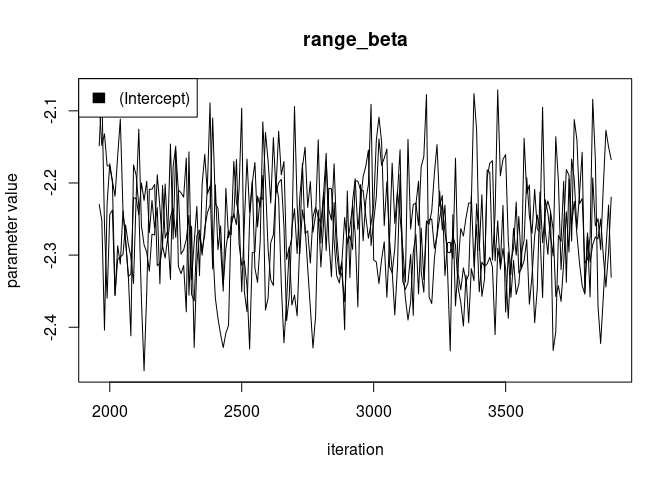 range_beta
(Intercept)
parameter value
-2.1
-2.2
-2.3
-2.4
2000 2500 3000 3500
iteration